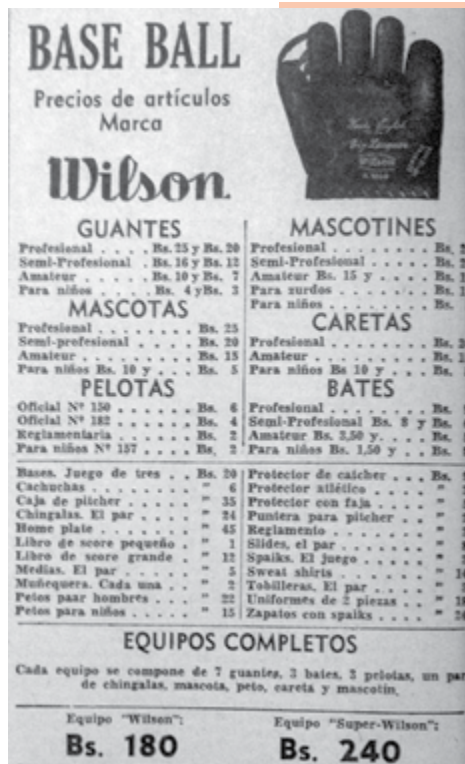 BASE BALL
Precios de artículos
Marca
Wilson
GUANTES
Profesional . . . . Bs. 25 y Bs. 20
Semi-Profesional . Bs. 16 y Bs. 12
Amateur . . . . Bs. 10 y Bs. 7
Para niños . . Bs. 4 y Bs. 3
MASCOTAS
Profesional . . . . . . . . Bs. 25
Semi-profesional . . . . . Bs. 20
Amateur . . . . . . . . . Bs. 15
Para niños Bs. 10 y . . . Bs. 5
PELOTAS
Oficial Nº 150 . . . . . . Bs. 6
Oficial Nº 182 . . . . . . Bs. 4
Reglamentaria . . . . . . Bs. 2
Para niños Nº 157 . . . . Bs. 2
MASCOTINES
Profesional . . . . . . . . Bs.
Semi-Profesional . . . . . Bs.
Amateur Bs. 15 y . . . . . Bs.
Para zurdos . . . . . . . Bs.
Para niños . . . . . . . . Bs.
CARETAS
Profesional . . . . . . . . Bs.
Amateur . . . . . . . . . Bs.
Para niños Bs 10 y . . . . Bs.
BATES
Profesional . . . . . . . . Bs.
Semi-Profesional Bs. 8 y Bs.
Amateur Bs. 3,50 y. . . . Bs.
Para niños Bs. 1,50 y . . Bs.
Bases. Juego de tres . . Bs. 20
Cachuchas . . . . . . . " 6
Caja de pitcher . . . . " 35
Chingalas. El par . . . " 24
Home plate . . . . . . " 45
Libro de score pequeño . " 1
Libro de score grande . " 12
Medias. El par . . . . " 5
Muñequera. Cada una . . " 2
Petos paar hombres . . " 22
Petos para niños . . . . " 15
Protector de catcher . . . Bs.
Protector atlético . . . . "
Protector con faja . . . . "
Puntera para pitcher . . "
Reglamento . . . . . . . "
Slides, el par . . . . . . "
Spaiks. El juego . . . . "
Sweat shirts . . . . . . "
Tobilleras, El par . . . . "
Uniformes de 2 piezas . . "
Zapatos con spaiks . . . "
EQUIPOS COMPLETOS
Cada equipo se compone de 7 guantes, 3 bates, 3 pelotas, un par
de chingalas, mascota, peto, careta y mascotín.
Equipo "Wilson":
Bs. 180
Equipo "Super-Wilson":
Bs. 240